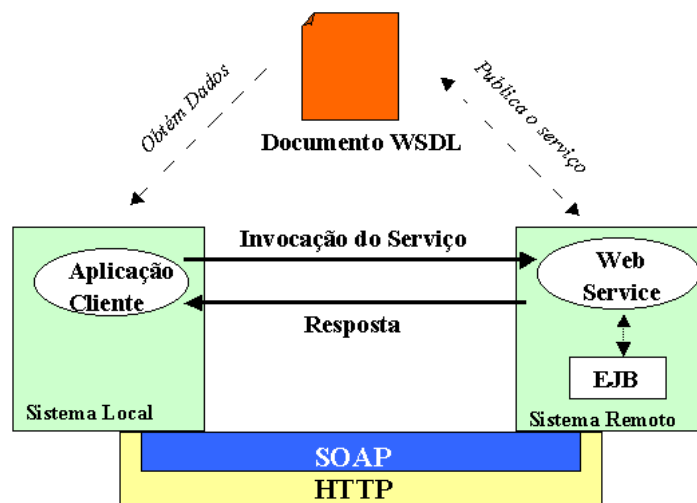 Obtém Dados
Publica o serviço
Documento WSDL
Invocação do Serviço
Aplicação
Cliente
Web
Service
Resposta
EJB
Sistema Local
Sistema Remoto
SOAP
HTTP